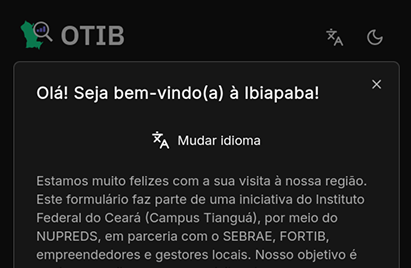 OTIB
Olá! Seja bem-vindo(a) à Ibiapaba!
Mudar idioma
Estamos muito felizes com a sua visita à nossa região.
Este formulário faz parte de uma iniciativa do Instituto
Federal do Ceará (Campus Tianguá), por meio do
NUPREDS, em parceria com o SEBRAE, FORTIB,
empreendedores e gestores locais. Nosso objetivo é